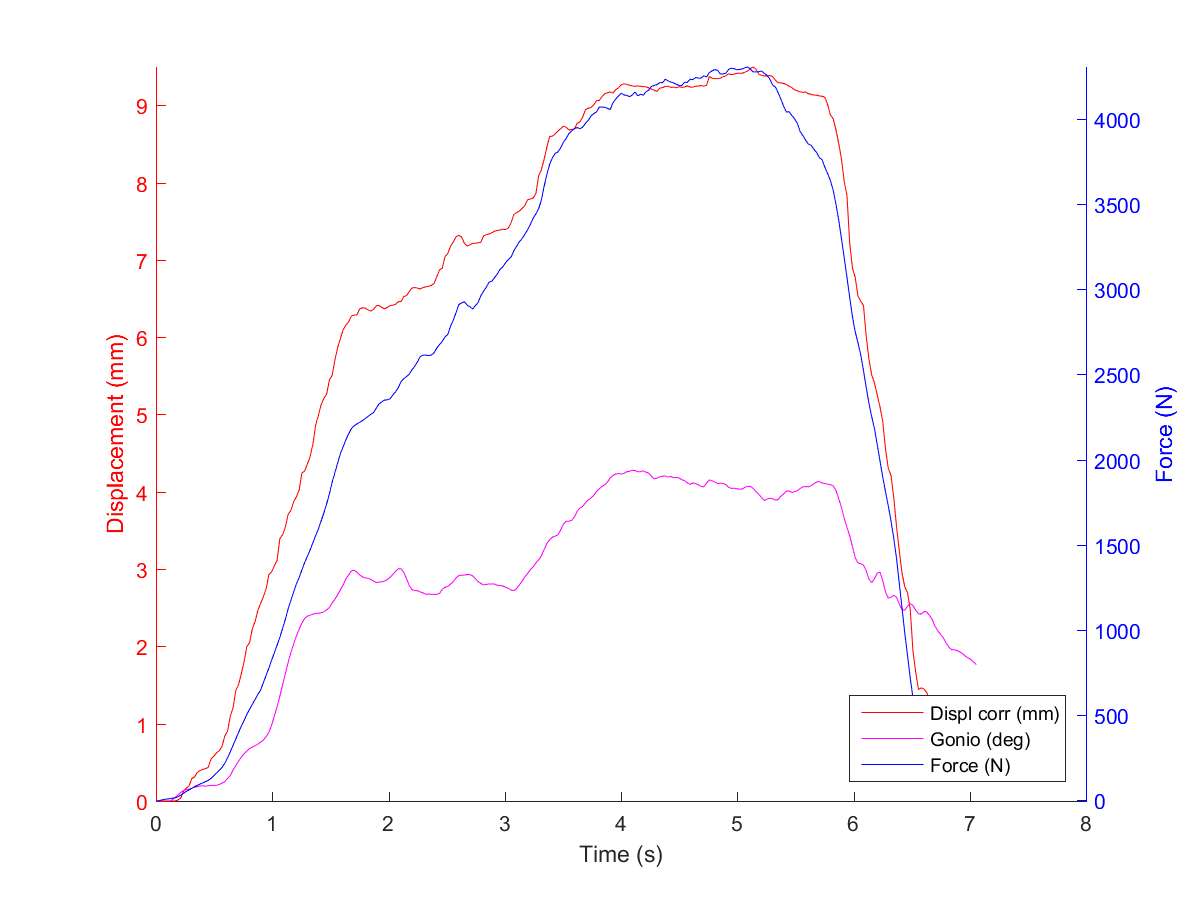 9
8
7
6
5
4
3
2
1
0
Displacement (mm)
4000
3500
3000
2500
2000
1500
1000
500
0
Force (N)
Displ corr (mm)
Gonio (deg)
Force (N)
0 1 2 3 4 5 6 7 8
Time (s)